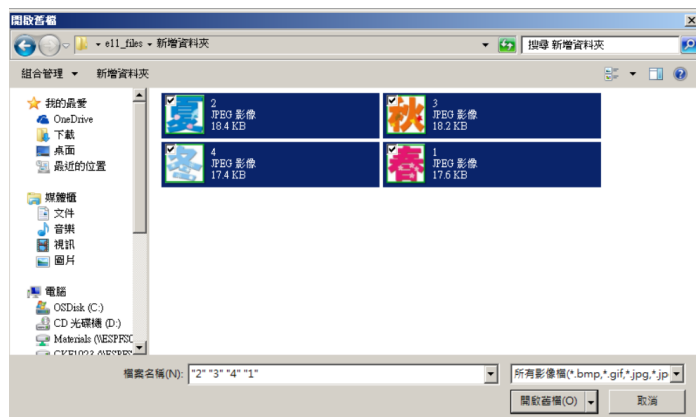 開啟舊檔
e11_files
新增資料夾
搜尋 新增資料夾
組合管理
新增資料夾
我的最愛
OneDrive
下載
桌面
最近的位置
媒體櫃
文件
音樂
視訊
圖片
電腦
OSDisk (C:)
CD 光碟機 (D:)
Materials (\\ESPFSC
夏
2
JPEG 影像
18.4 KB
秋
3
JPEG 影像
18.2 KB
冬
4
JPEG 影像
17.4 KB
春
1
JPEG 影像
17.6 KB
檔案名稱(N):
"2" "3" "4" "1"
所有影像檔(*.bmp,*.gif,*.jpg,*.jp
開啟舊檔(O)
取消